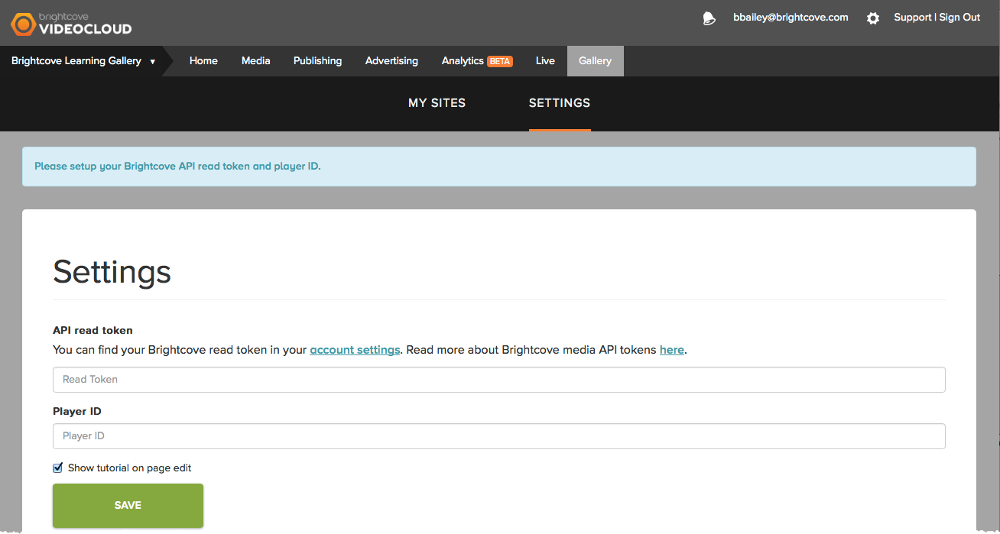 brightcove
VIDEOCLOUD
bbailey@brightcove.com
Support | Sign Out
Brightcove Learning Gallery ▼ Home Media Publishing Advertising Analytics BETA Live Gallery
MY SITES SETTINGS
Please setup your Brightcove API read token and player ID.
Settings
API read token
You can find your Brightcove read token in your account settings. Read more about Brightcove media API tokens here.
Read Token
Player ID
Player ID
Show tutorial on page edit
SAVE